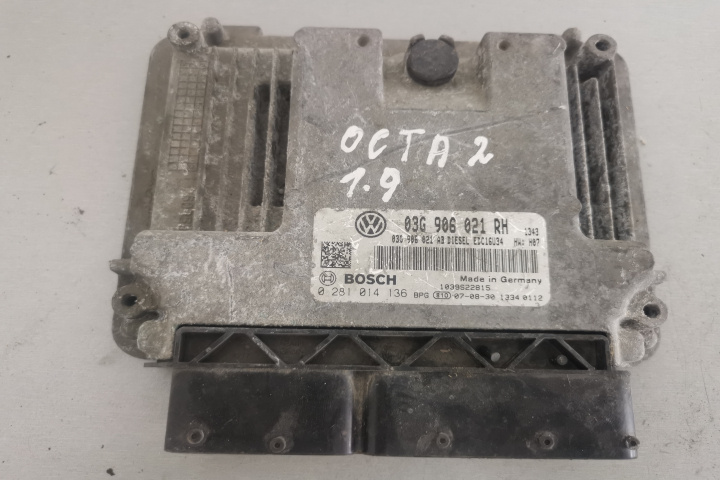 OCTA 2
1.9
03G 906 021 RH 1343
03G 906 021 AB DIESEL EDC16U34 HW: H07
BOSCH Made in Germany
1039S22815
0 281 014 136 BPG 610 07-08-30 1334 0112